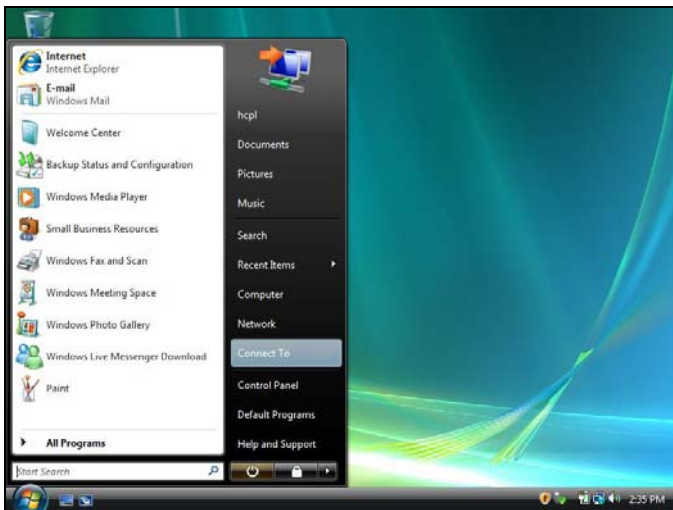 Internet
Internet Explorer
E-mail
Windows Mail
Welcome Center
Backup Status and Configuration
Windows Media Player
Small Business Resources
Windows Fax and Scan
Windows Meeting Space
Windows Photo Gallery
Windows Live Messenger Download
Paint
All Programs
Start Search
hcpl
Documents
Pictures
Music
Search
Recent Items
Computer
Network
Connect To
Control Panel
Default Programs
Help and Support
2:35 PM